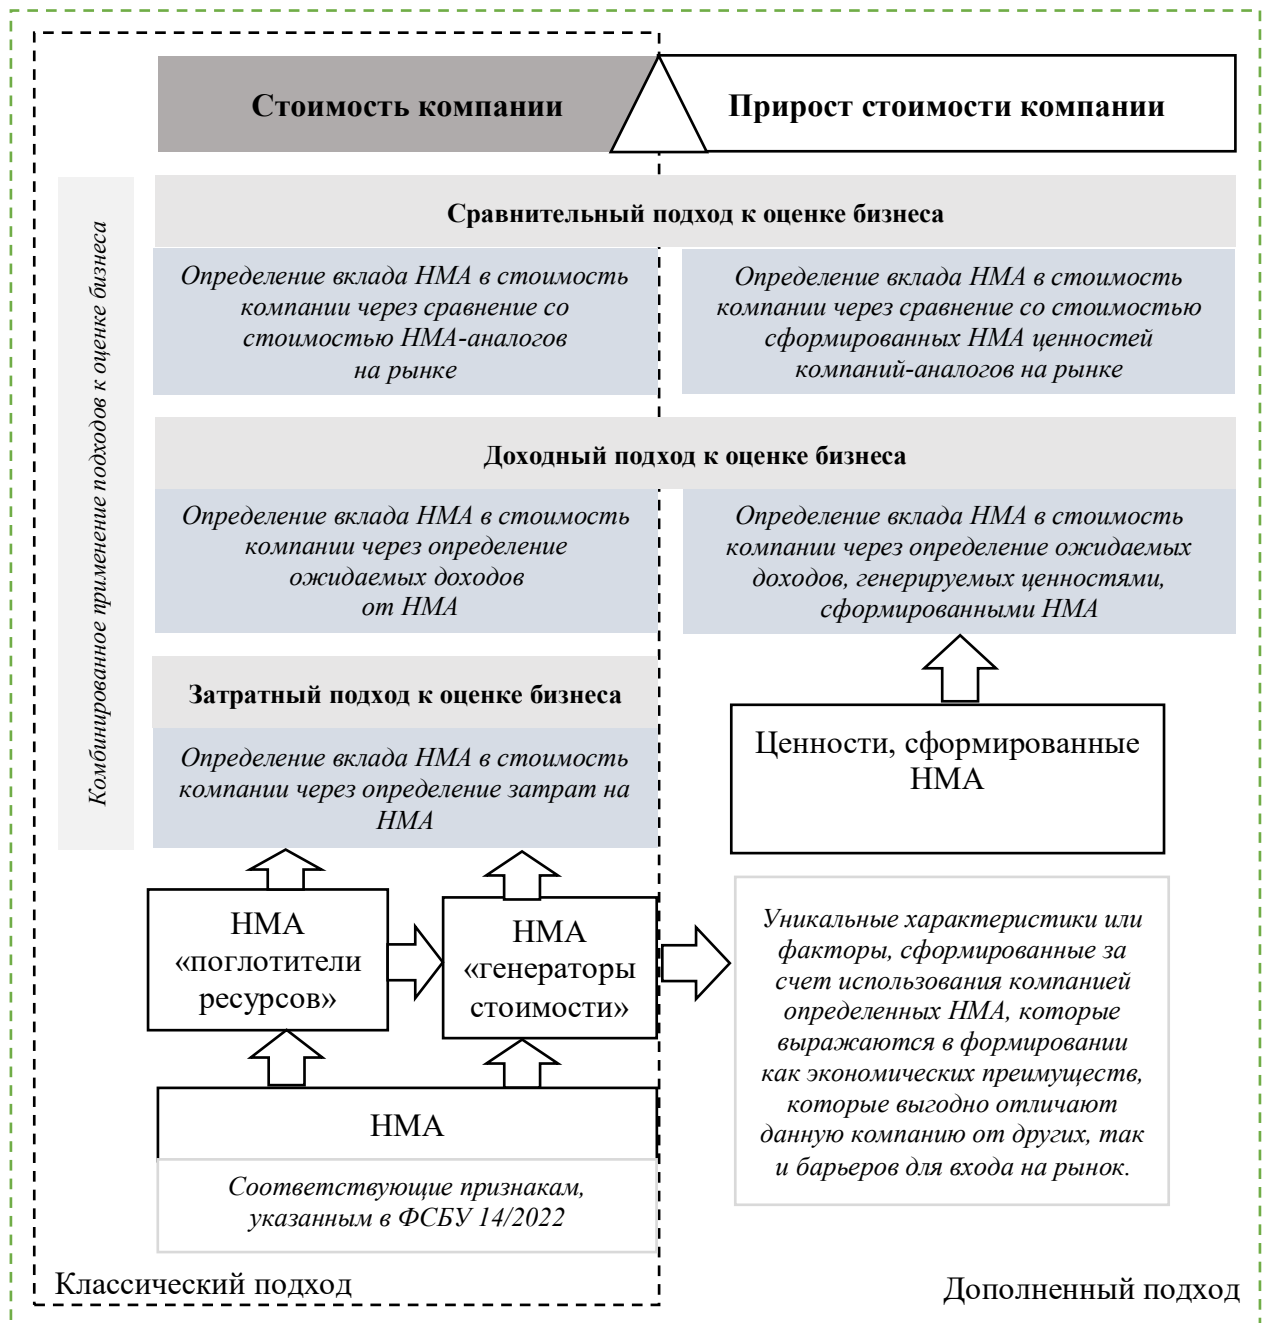 Стоимость компании
Прирост стоимости компании
Комбинированное применение подходов к оценке бизнеса
Сравнительный подход к оценке бизнеса
Определение вклада НМА в стоимость
компании через сравнение со
стоимостью НМА-аналогов
на рынке
Определение вклада НМА в стоимость
компании через сравнение со стоимостью
сформированных НМА ценностей
компаний-аналогов на рынке
Доходный подход к оценке бизнеса
Определение вклада НМА в стоимость
компании через определение
ожидаемых доходов
от НМА
Определение вклада НМА в стоимость
компании через определение ожидаемых
доходов, генерируемых ценностями,
сформированными НМА
Затратный подход к оценке бизнеса
Определение вклада НМА в стоимость
компании через определение затрат на
НМА
Ценности, сформированные
НМА
НМА
«поглотители
ресурсов»
НМА
«генераторы
стоимости»
Уникальные характеристики или
факторы, сформированные за
счет использования компанией
определенных НМА, которые
выражаются в формировании
как экономических преимуществ,
которые выгодно отличают
данную компанию от других, так
и барьеров для входа на рынок.
НМА
Соответствующие признакам,
указанным в ФСБУ 14/2022
Классический подход
Дополненный подход